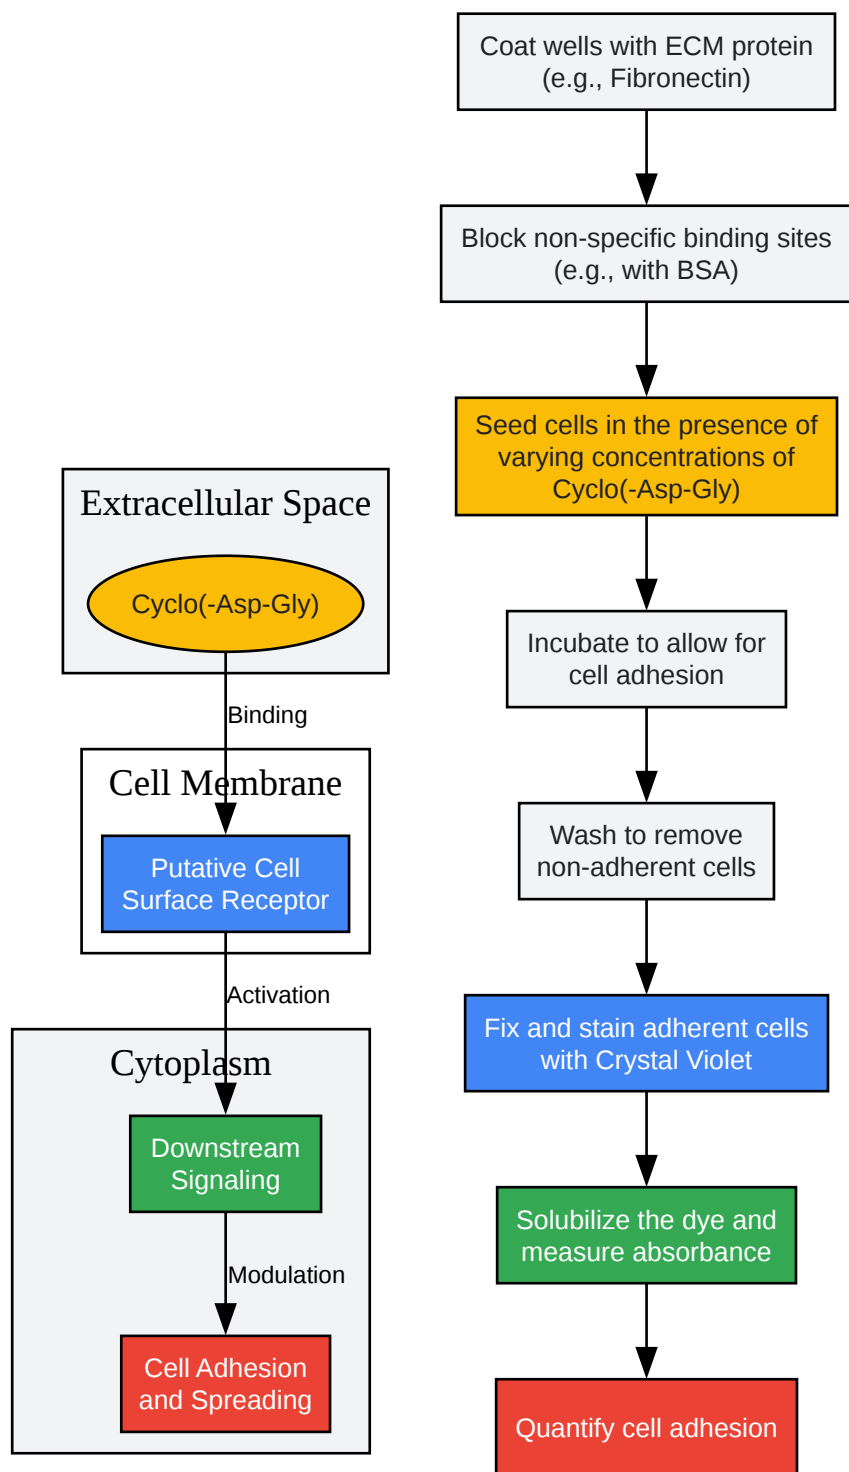 Extracellular Space
Cyclo(-Asp-Gly)
Binding
Cell Membrane
Putative Cell
Surface Receptor
Activation
Cytoplasm
Downstream
Signaling
Modulation
Cell Adhesion
and Spreading
Coat wells with ECM protein
(e.g., Fibronectin)
Block non-specific binding sites
(e.g., with BSA)
Seed cells in the presence of
varying concentrations of
Cyclo(-Asp-Gly)
Incubate to allow for
cell adhesion
Wash to remove
non-adherent cells
Fix and stain adherent cells
with Crystal Violet
Solubilize the dye and
measure absorbance
Quantify cell adhesion